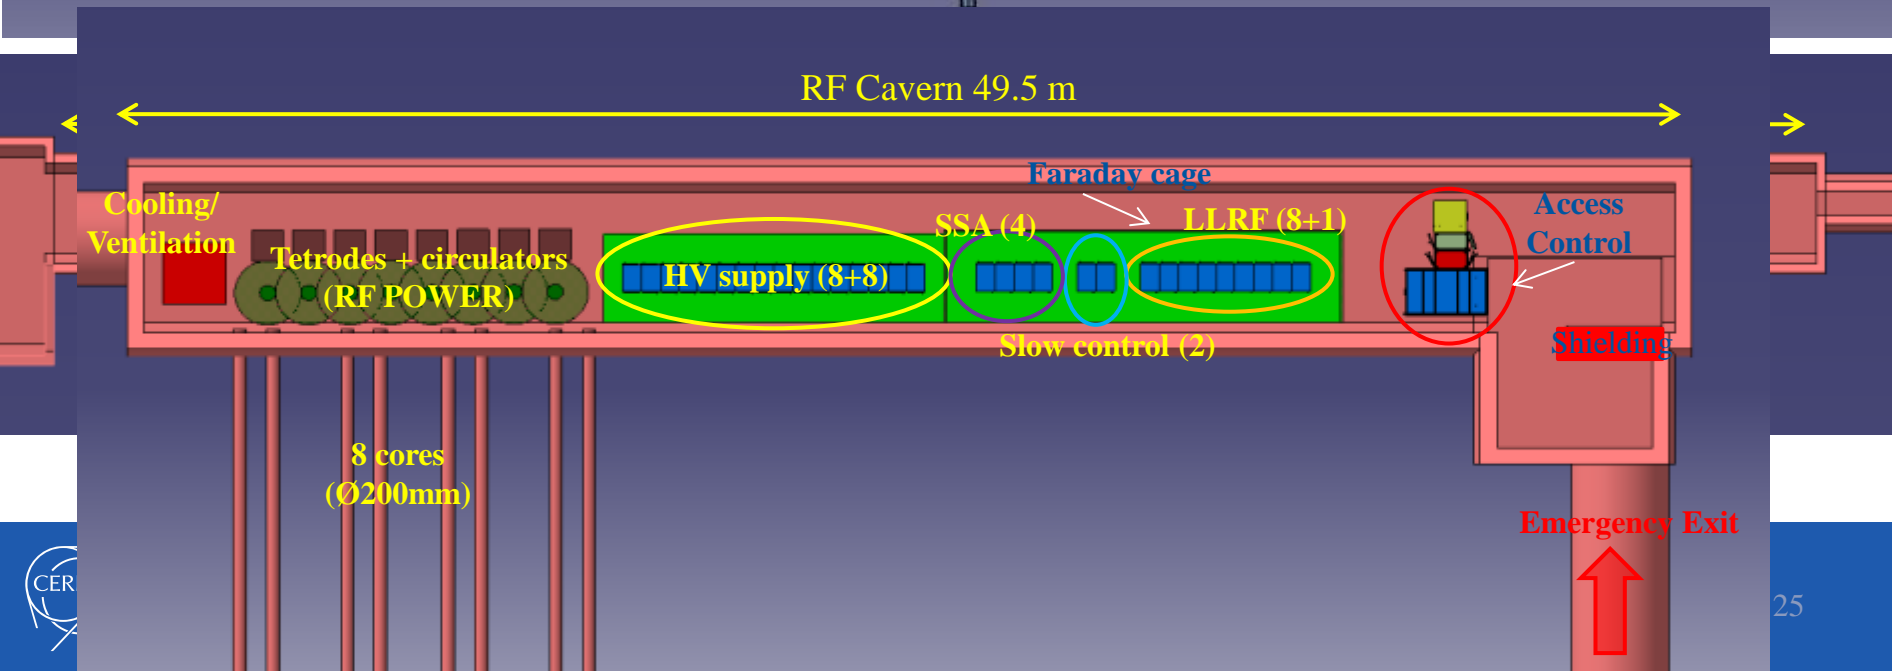 RF Cavern 49.5 m
Faraday cage
Cooling/
Ventilation
Access
Control
SSA (4)
LLRF (8+1)
Tetrodes + circulators
(RF POWER)
HV supply (8+8)
Slow control (2)
Shielding
8 cores
(Ø200mm)
Emergency Exit
CER
25